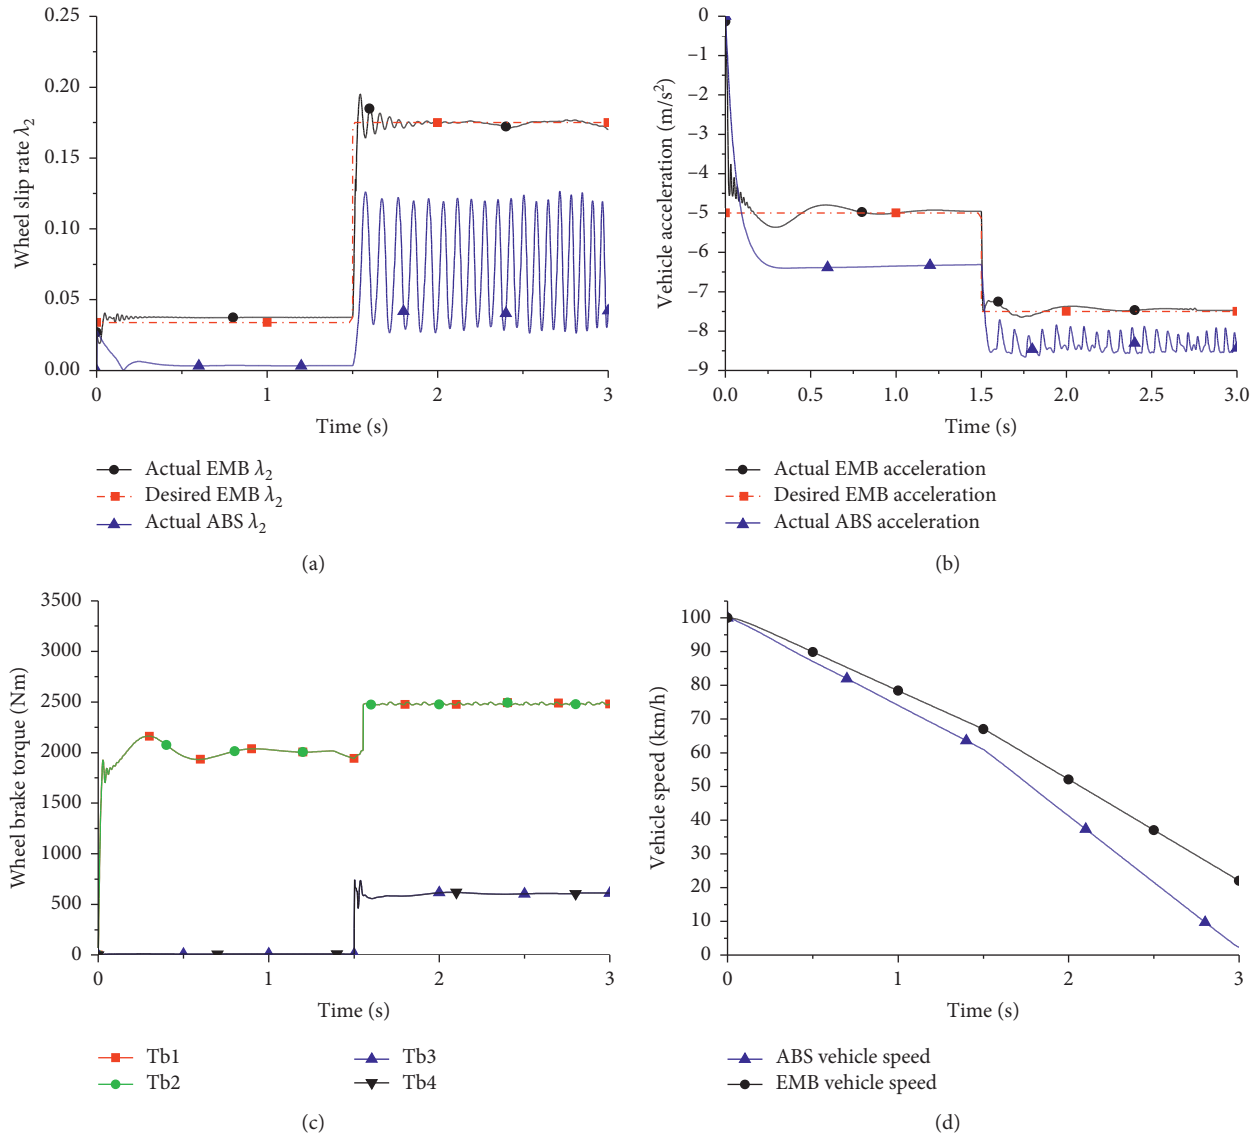 0.25
0.20
0.15
0.10
0.05
0.00
Wheel slip rate λ2
0
1
2
3
Time (s)
Actual EMB λ2
Desired EMB λ2
Actual ABS λ2
(a)
0
–1
–2
–3
–4
–5
–6
–7
–8
–9
Vehicle acceleration (m/s2)
0.0
0.5
1.0
1.5
2.0
2.5
3.0
Time (s)
Actual EMB acceleration
Desired EMB acceleration
Actual ABS acceleration
(b)
3500
3000
2500
2000
1500
1000
500
0
Wheel brake torque (Nm)
0
1
2
3
Time (s)
Tb1
Tb2
Tb3
Tb4
(c)
100
90
80
70
60
50
40
30
20
10
0
Vehicle speed (km/h)
0
1
2
3
Time (s)
ABS vehicle speed
EMB vehicle speed
(d)